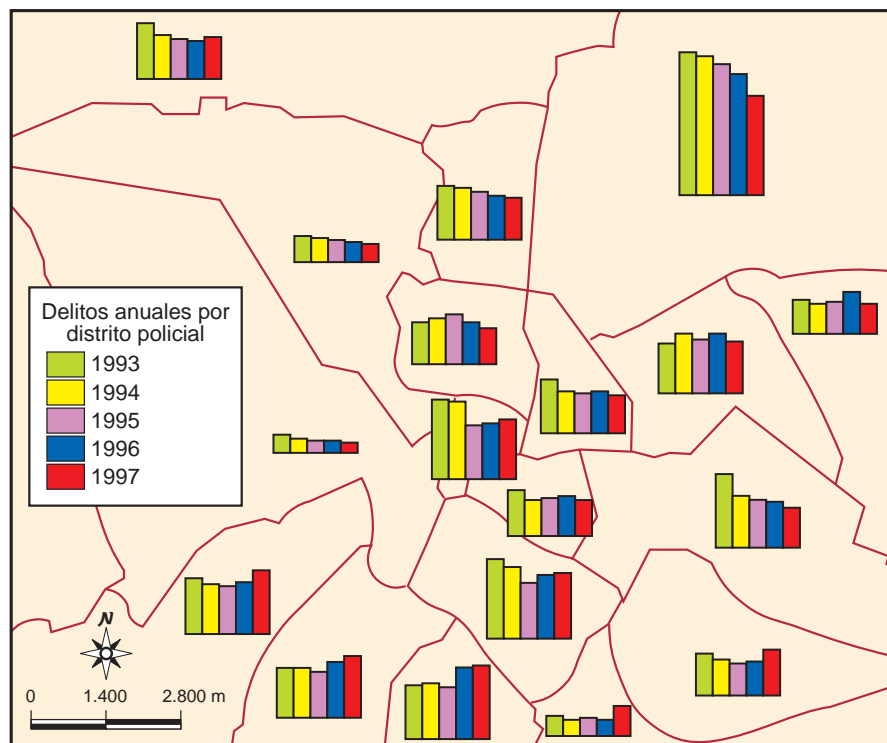 Delitos anuales por
distrito policial
1993
1994
1995
1996
1997
N
0 1.400 2.800 m